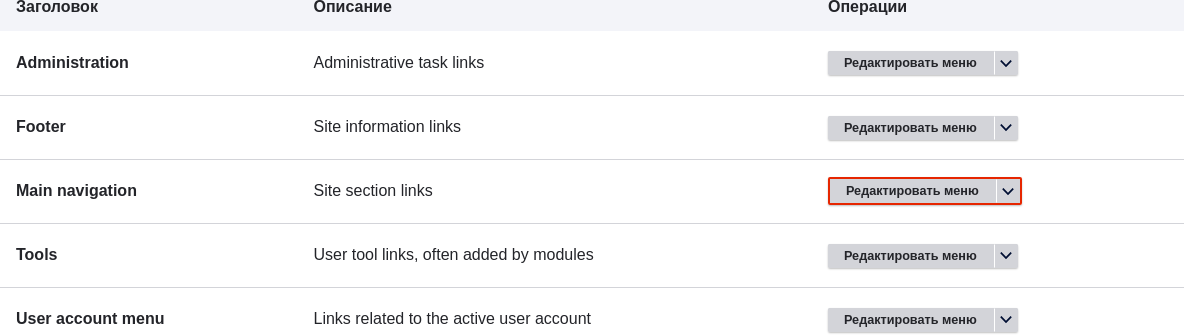 Заголовок Описание Операции
Administration Administrative task links Редактировать меню
Footer Site information links Редактировать меню
Main navigation Site section links Редактировать меню
Tools User tool links, often added by modules Редактировать меню
User account menu Links related to the active user account Редактировать меню